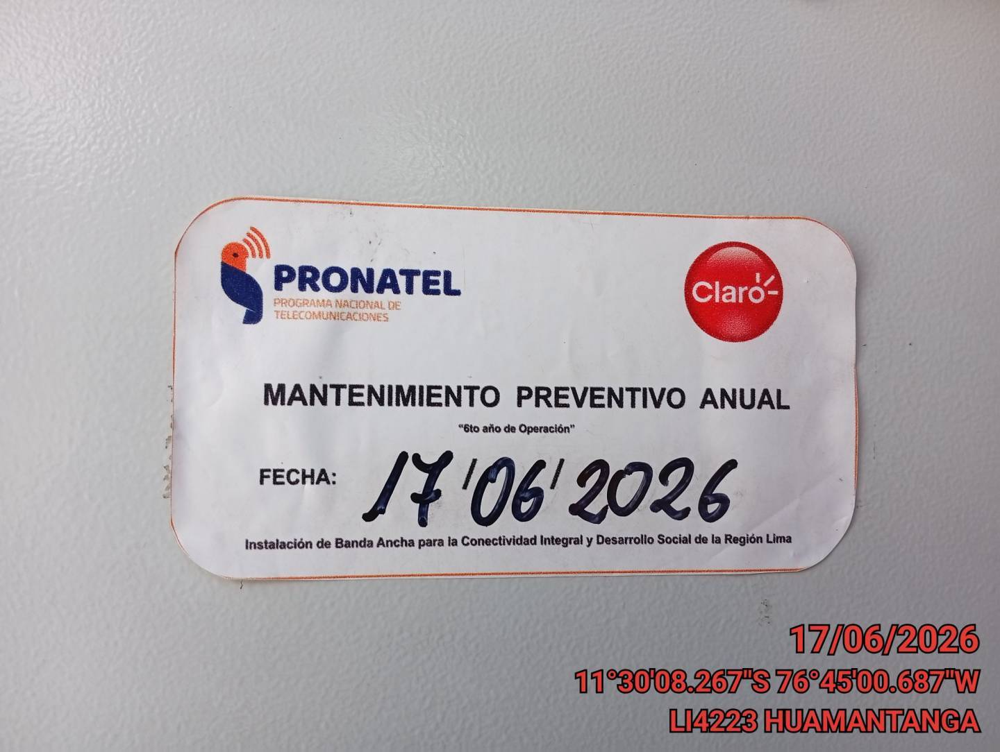 PRONATEL
PROGRAMA NACIONAL DE
TELECOMUNICACIONES
Claro
MANTENIMIENTO PREVENTIVO ANUAL
"6to año de Operación"
FECHA: 17/06/2026
Instalación de Banda Ancha para la Conectividad Integral y Desarrollo Social de la Región Lima
17/06/2026
11°30'08.267"S 76°45'00.687"W
LI4223 HUAMANTANGA